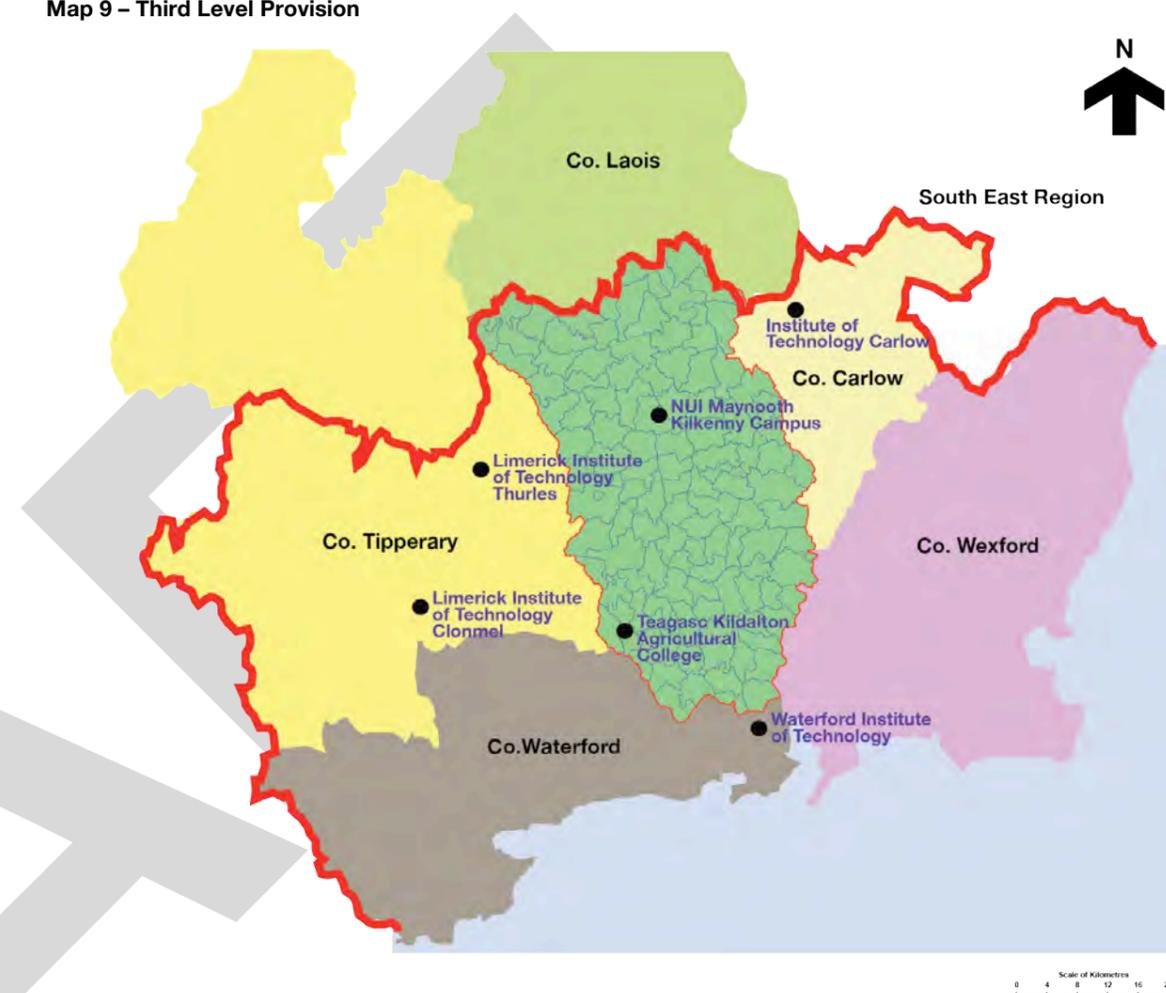 Map 9 – Third Level Provision
N
Co. Laois
South East Region
Institute of
Technology Carlow
Co. Carlow
NUI Maynooth
Kilkenny Campus
Limerick Institute
of Technology
Thurles
Co. Tipperary
Co. Wexford
Limerick Institute
of Technology
Clonmel
Teagasc Kildalton
Agricultural
College
Waterford Institute
of Technology
Co.Waterford
Scale of Kilometres
0 4 8 12 16